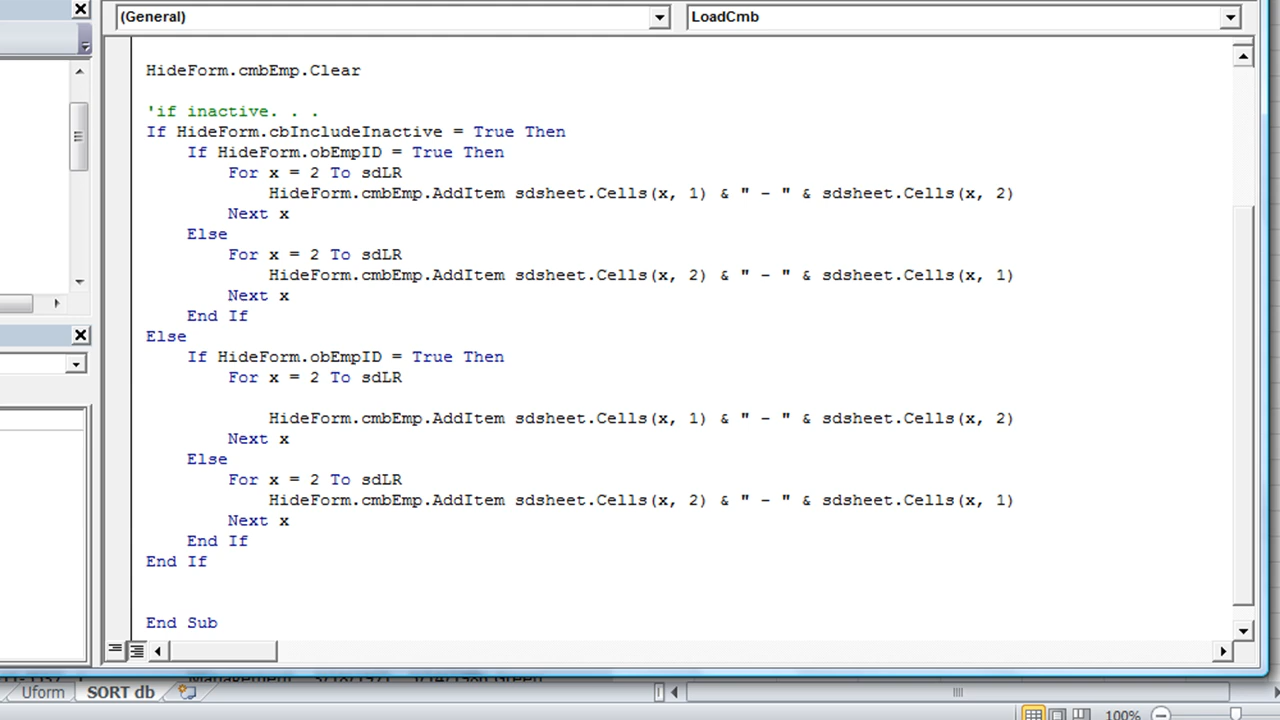 (General) LoadCmb
HideForm.cmbEmp.Clear
'if inactive. . .
If HideForm.cbIncludeInactive = True Then
If HideForm.obEmpID = True Then
For x = 2 To sdLR
HideForm.cmbEmp.AddItem sdsheet.Cells(x, 1) & " - " & sdsheet.Cells(x, 2)
Next x
Else
For x = 2 To sdLR
HideForm.cmbEmp.AddItem sdsheet.Cells(x, 2) & " - " & sdsheet.Cells(x, 1)
Next x
End If
Else
If HideForm.obEmpID = True Then
For x = 2 To sdLR
HideForm.cmbEmp.AddItem sdsheet.Cells(x, 1) & " - " & sdsheet.Cells(x, 2)
Next x
Else
For x = 2 To sdLR
HideForm.cmbEmp.AddItem sdsheet.Cells(x, 2) & " - " & sdsheet.Cells(x, 1)
Next x
End If
End If
End Sub
Uform SORT db
100%